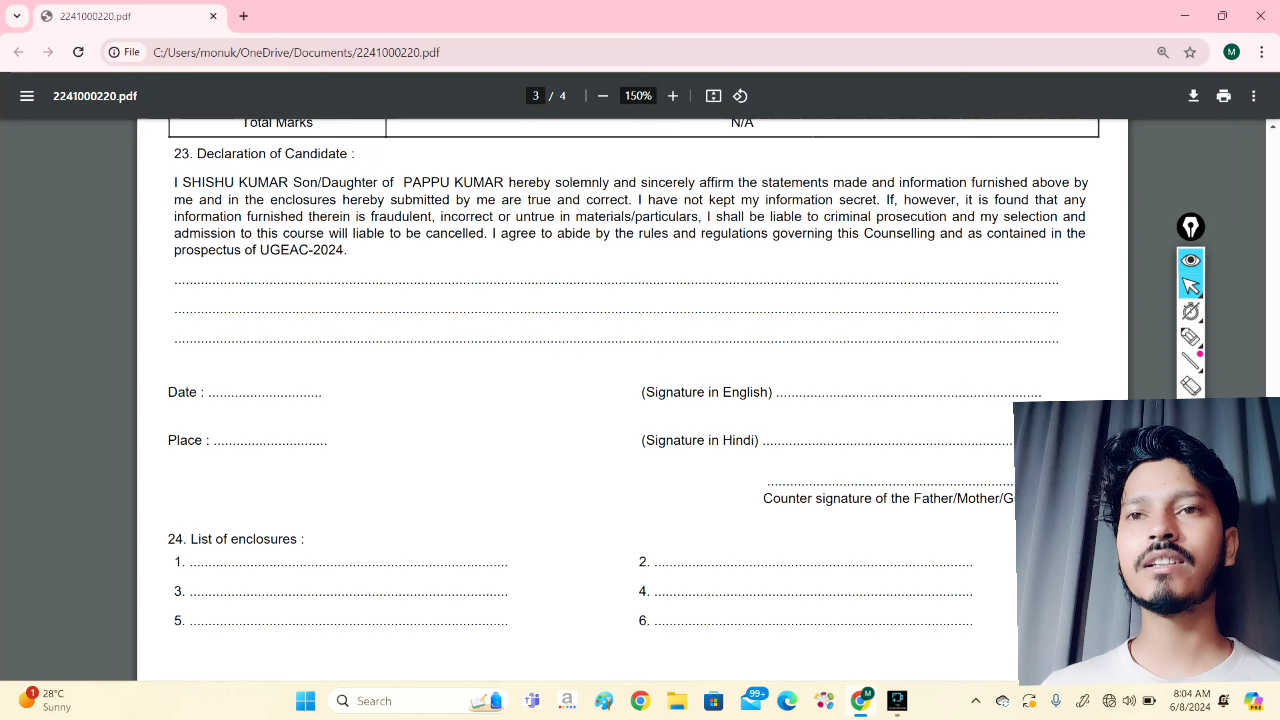 2241000220.pdf
File C:/Users/monuk/OneDrive/Documents/2241000220.pdf
M
2241000220.pdf
3 / 4
150%
Total Marks N/A
23. Declaration of Candidate :
I SHISHU KUMAR Son/Daughter of PAPPU KUMAR hereby solemnly and sincerely affirm the statements made and information furnished above by
me and in the enclosures hereby submitted by me are true and correct. I have not kept my information secret. If, however, it is found that any
information furnished therein is fraudulent, incorrect or untrue in materials/particulars, I shall be liable to criminal prosecution and my selection and
admission to this course will liable to be cancelled. I agree to abide by the rules and regulations governing this Counselling and as contained in the
prospectus of UGEAC-2024.
Date : ............................ (Signature in English) ..................................................................
Place : ............................ (Signature in Hindi) ..............................................................
Counter signature of the Father/Mother/G
24. List of enclosures :
1. ................................................................................ 2. ................................................................................
3. ................................................................................ 4. ................................................................................
5. ................................................................................ 6. ................................................................................
1
28°C
Sunny
Search
99+
M
8:04 AM
6/8/2024
PRE